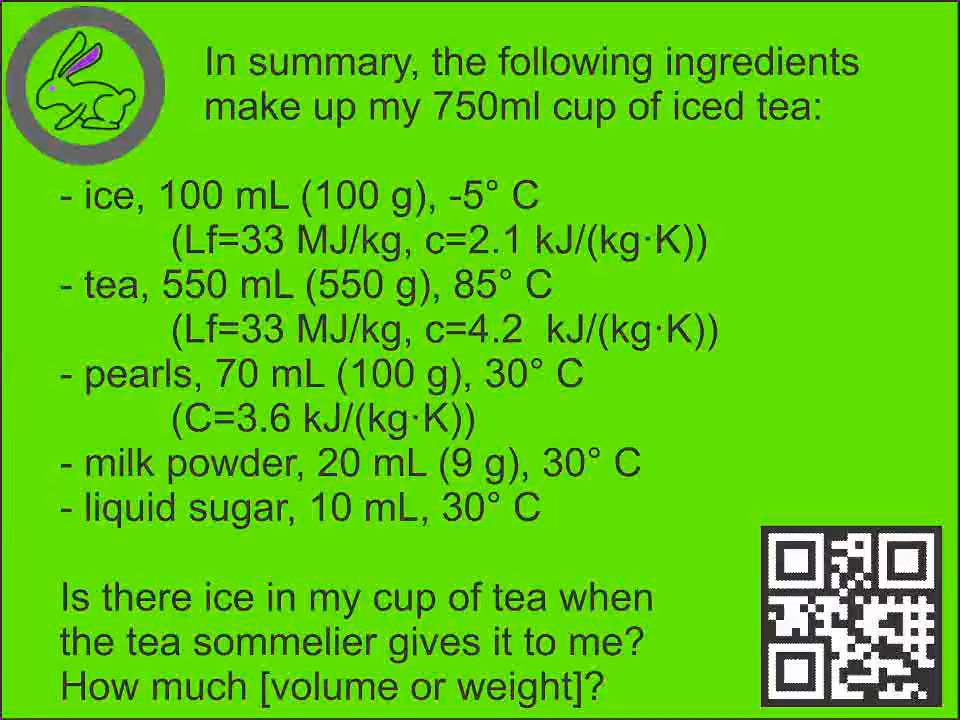 In summary, the following ingredients
make up my 750ml cup of iced tea:
- ice, 100 mL (100 g), -5° C
(Lf=33 MJ/kg, c=2.1 kJ/(kg·K))
- tea, 550 mL (550 g), 85° C
(Lf=33 MJ/kg, c=4.2 kJ/(kg·K))
- pearls, 70 mL (100 g), 30° C
(C=3.6 kJ/(kg·K))
- milk powder, 20 mL (9 g), 30° C
- liquid sugar, 10 mL, 30° C
Is there ice in my cup of tea when
the tea sommelier gives it to me?
How much [volume or weight]?